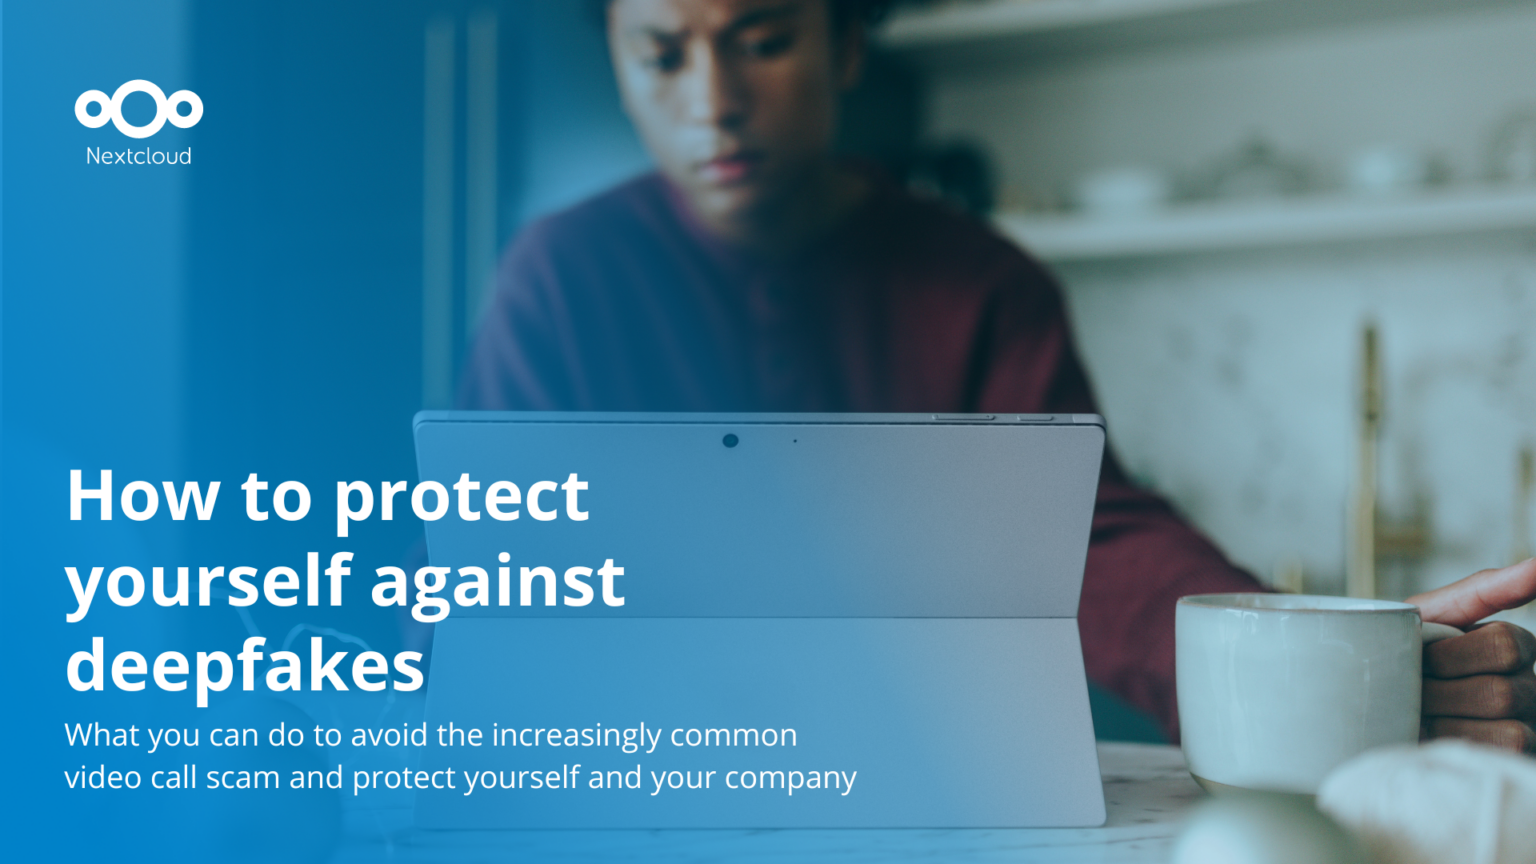 Nextcloud
How to protect
yourself against
deepfakes
What you can do to avoid the increasingly common
video call scam and protect yourself and your company